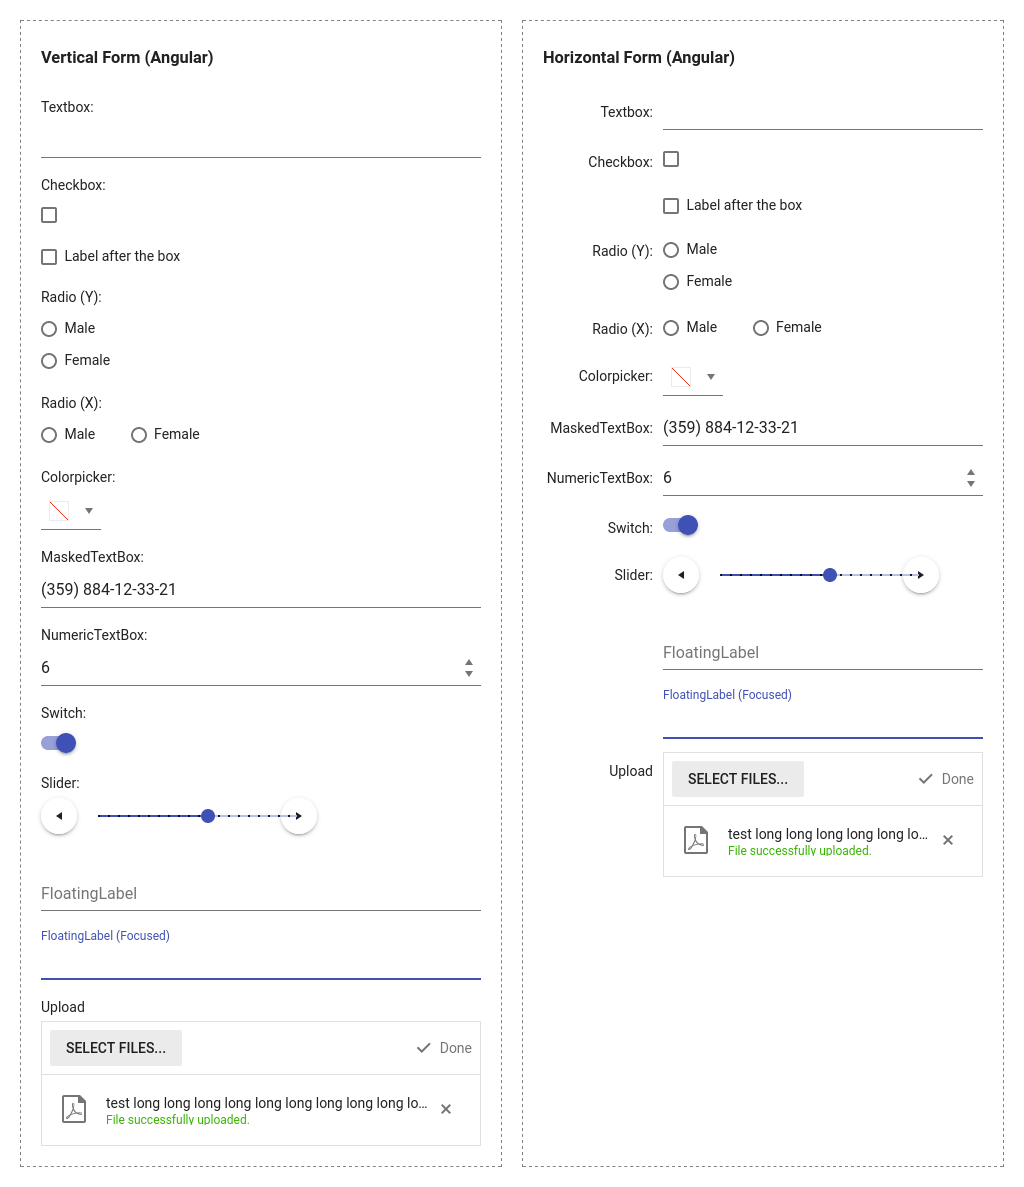 Vertical Form (Angular)
Textbox:
Checkbox:
Label after the box
Radio (Y):
Male
Female
Radio (X):
Male Female
Colorpicker:
MaskedTextBox:
(359) 884-12-33-21
NumericTextBox:
6
Switch:
Slider:
FloatingLabel
FloatingLabel (Focused)
Upload
SELECT FILES... Done
test long long long long long long long long long lo...
File successfully uploaded.
Horizontal Form (Angular)
Textbox:
Checkbox:
Label after the box
Radio (Y): Male
Female
Radio (X): Male Female
Colorpicker:
MaskedTextBox: (359) 884-12-33-21
NumericTextBox: 6
Switch:
Slider:
FloatingLabel
FloatingLabel (Focused)
Upload SELECT FILES... Done
test long long long long long lo...
File successfully uploaded.